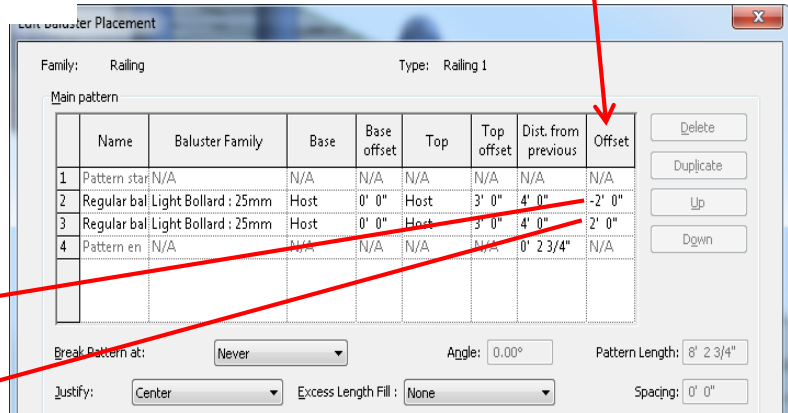 Edit Baluster Placement
Family: Railing Type: Railing 1
Main pattern
Name Baluster Family Base Base offset Top Top offset Dist. from previous Offset
1 Pattern star N/A N/A N/A N/A N/A N/A N/A
2 Regular bal Light Bollard : 25mm Host 0' 0" Host 3' 0" 4' 0" -2' 0"
3 Regular bal Light Bollard : 25mm Host 0' 0" Host 3' 0" 4' 0" 2' 0"
4 Pattern en N/A N/A N/A N/A N/A 0' 2 3/4" N/A
Delete
Duplicate
Up
Down
Break Pattern at: Never Angle: 0.00° Pattern Length: 8' 2 3/4"
Justify: Center Excess Length Fill : None Spacing: 0' 0"